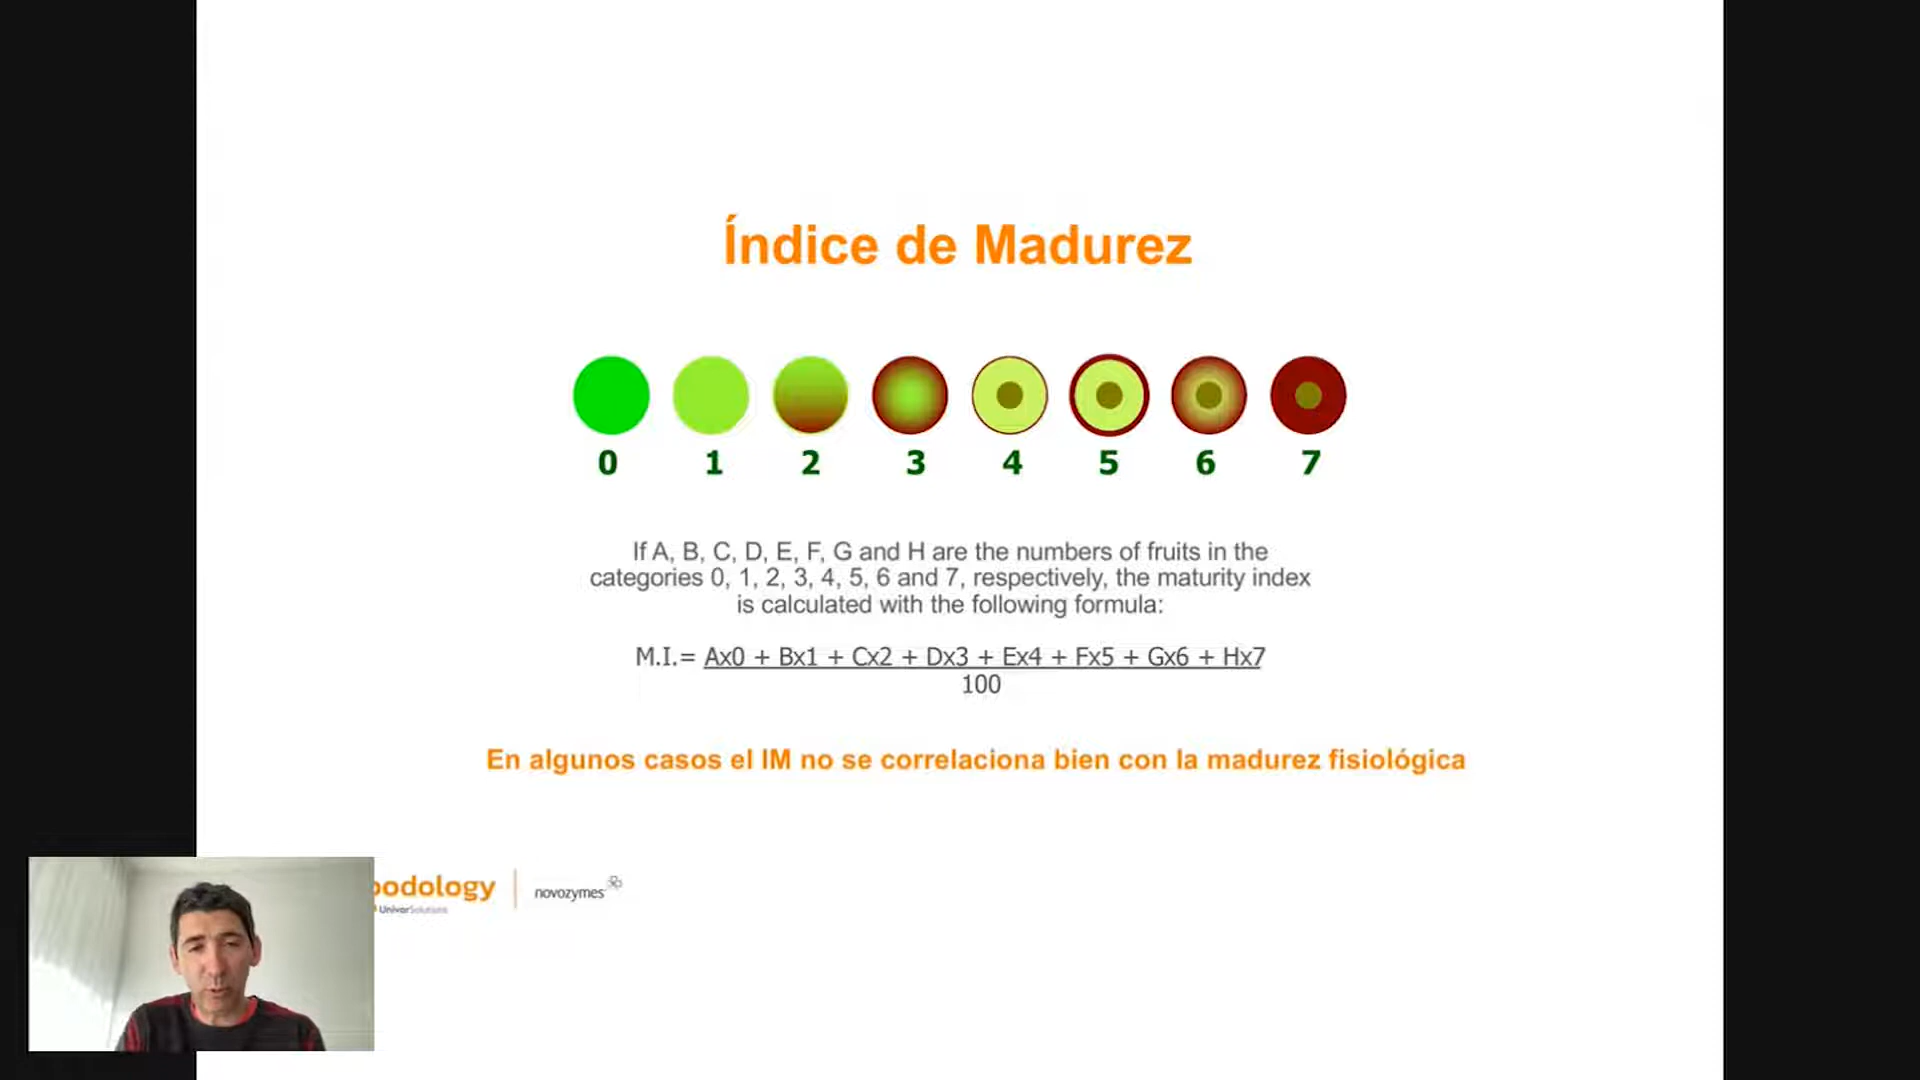 Índice de Madurez
0 1 2 3 4 5 6 7
If A, B, C, D, E, F, G and H are the numbers of fruits in the
categories 0, 1, 2, 3, 4, 5, 6 and 7, respectively, the maturity index
is calculated with the following formula:
M.I.= Ax0 + Bx1 + Cx2 + Dx3 + Ex4 + Fx5 + Gx6 + Hx7
100
En algunos casos el IM no se correlaciona bien con la madurez fisiológica
odology
novozymes
UnivarSolutions